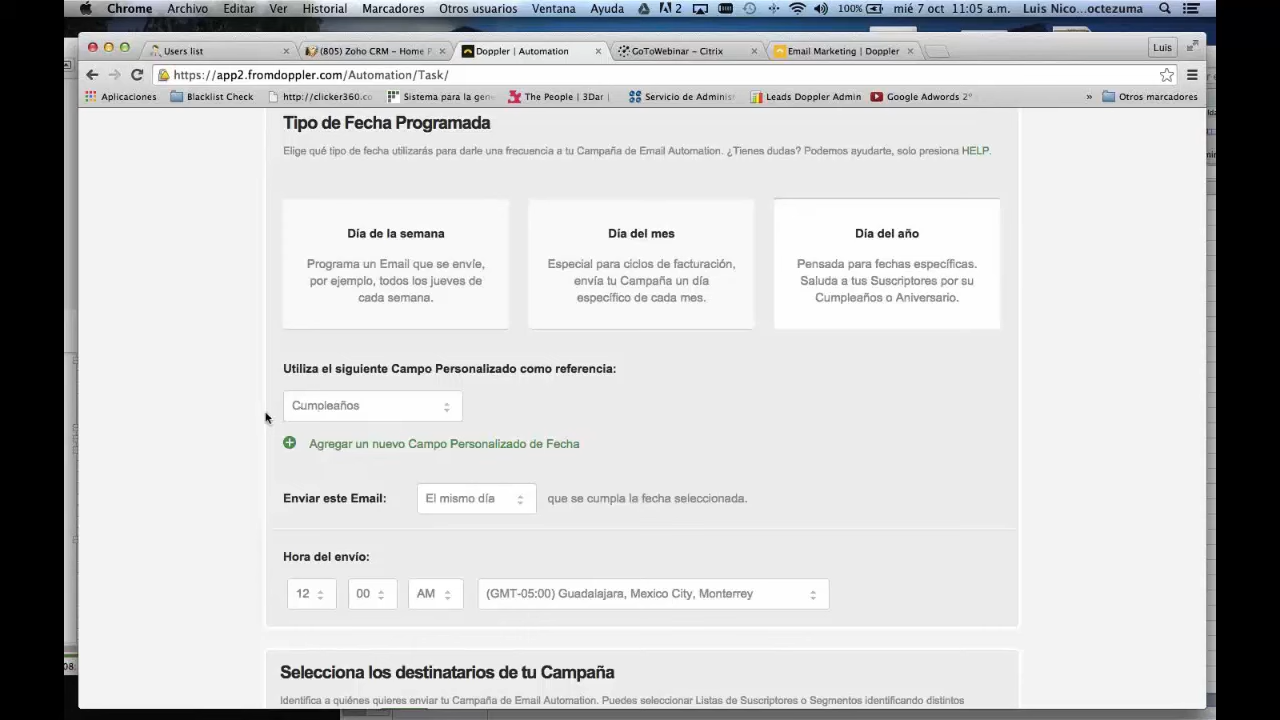 Chrome Archivo Editar Ver Historial Marcadores Otros usuarios Ventana Ayuda 2 100% mié 7 oct 11:05 a.m. Luis Nico...octezuma
Users list (805) Zoho CRM – Home P Doppler | Automation GoToWebinar – Citrix Email Marketing | Doppler Luis
https://app2.fromdoppler.com/Automation/Task/
Aplicaciones Blacklist Check http://clicker360.co Sistema para la gene The People | 3Dar | Servicio de Adminis Leads Doppler Admin Google Adwords 2° » Otros marcadores
Tipo de Fecha Programada
Elige qué tipo de fecha utilizarás para darle una frecuencia a tu Campaña de Email Automation. ¿Tienes dudas? Podemos ayudarte, solo presiona HELP.
Día de la semana
Programa un Email que se envíe,
por ejemplo, todos los jueves de
cada semana.
Día del mes
Especial para ciclos de facturación,
envía tu Campaña un día
específico de cada mes.
Día del año
Pensada para fechas específicas.
Saluda a tus Suscriptores por su
Cumpleaños o Aniversario.
Utiliza el siguiente Campo Personalizado como referencia:
Cumpleaños
Agregar un nuevo Campo Personalizado de Fecha
Enviar este Email: El mismo día que se cumpla la fecha seleccionada.
Hora del envío:
12 00 AM (GMT-05:00) Guadalajara, Mexico City, Monterrey
08.
Selecciona los destinatarios de tu Campaña
Identifica a quiénes quieres enviar tu Campaña de Email Automation. Puedes seleccionar Listas de Suscriptores o Segmentos identificando distintos